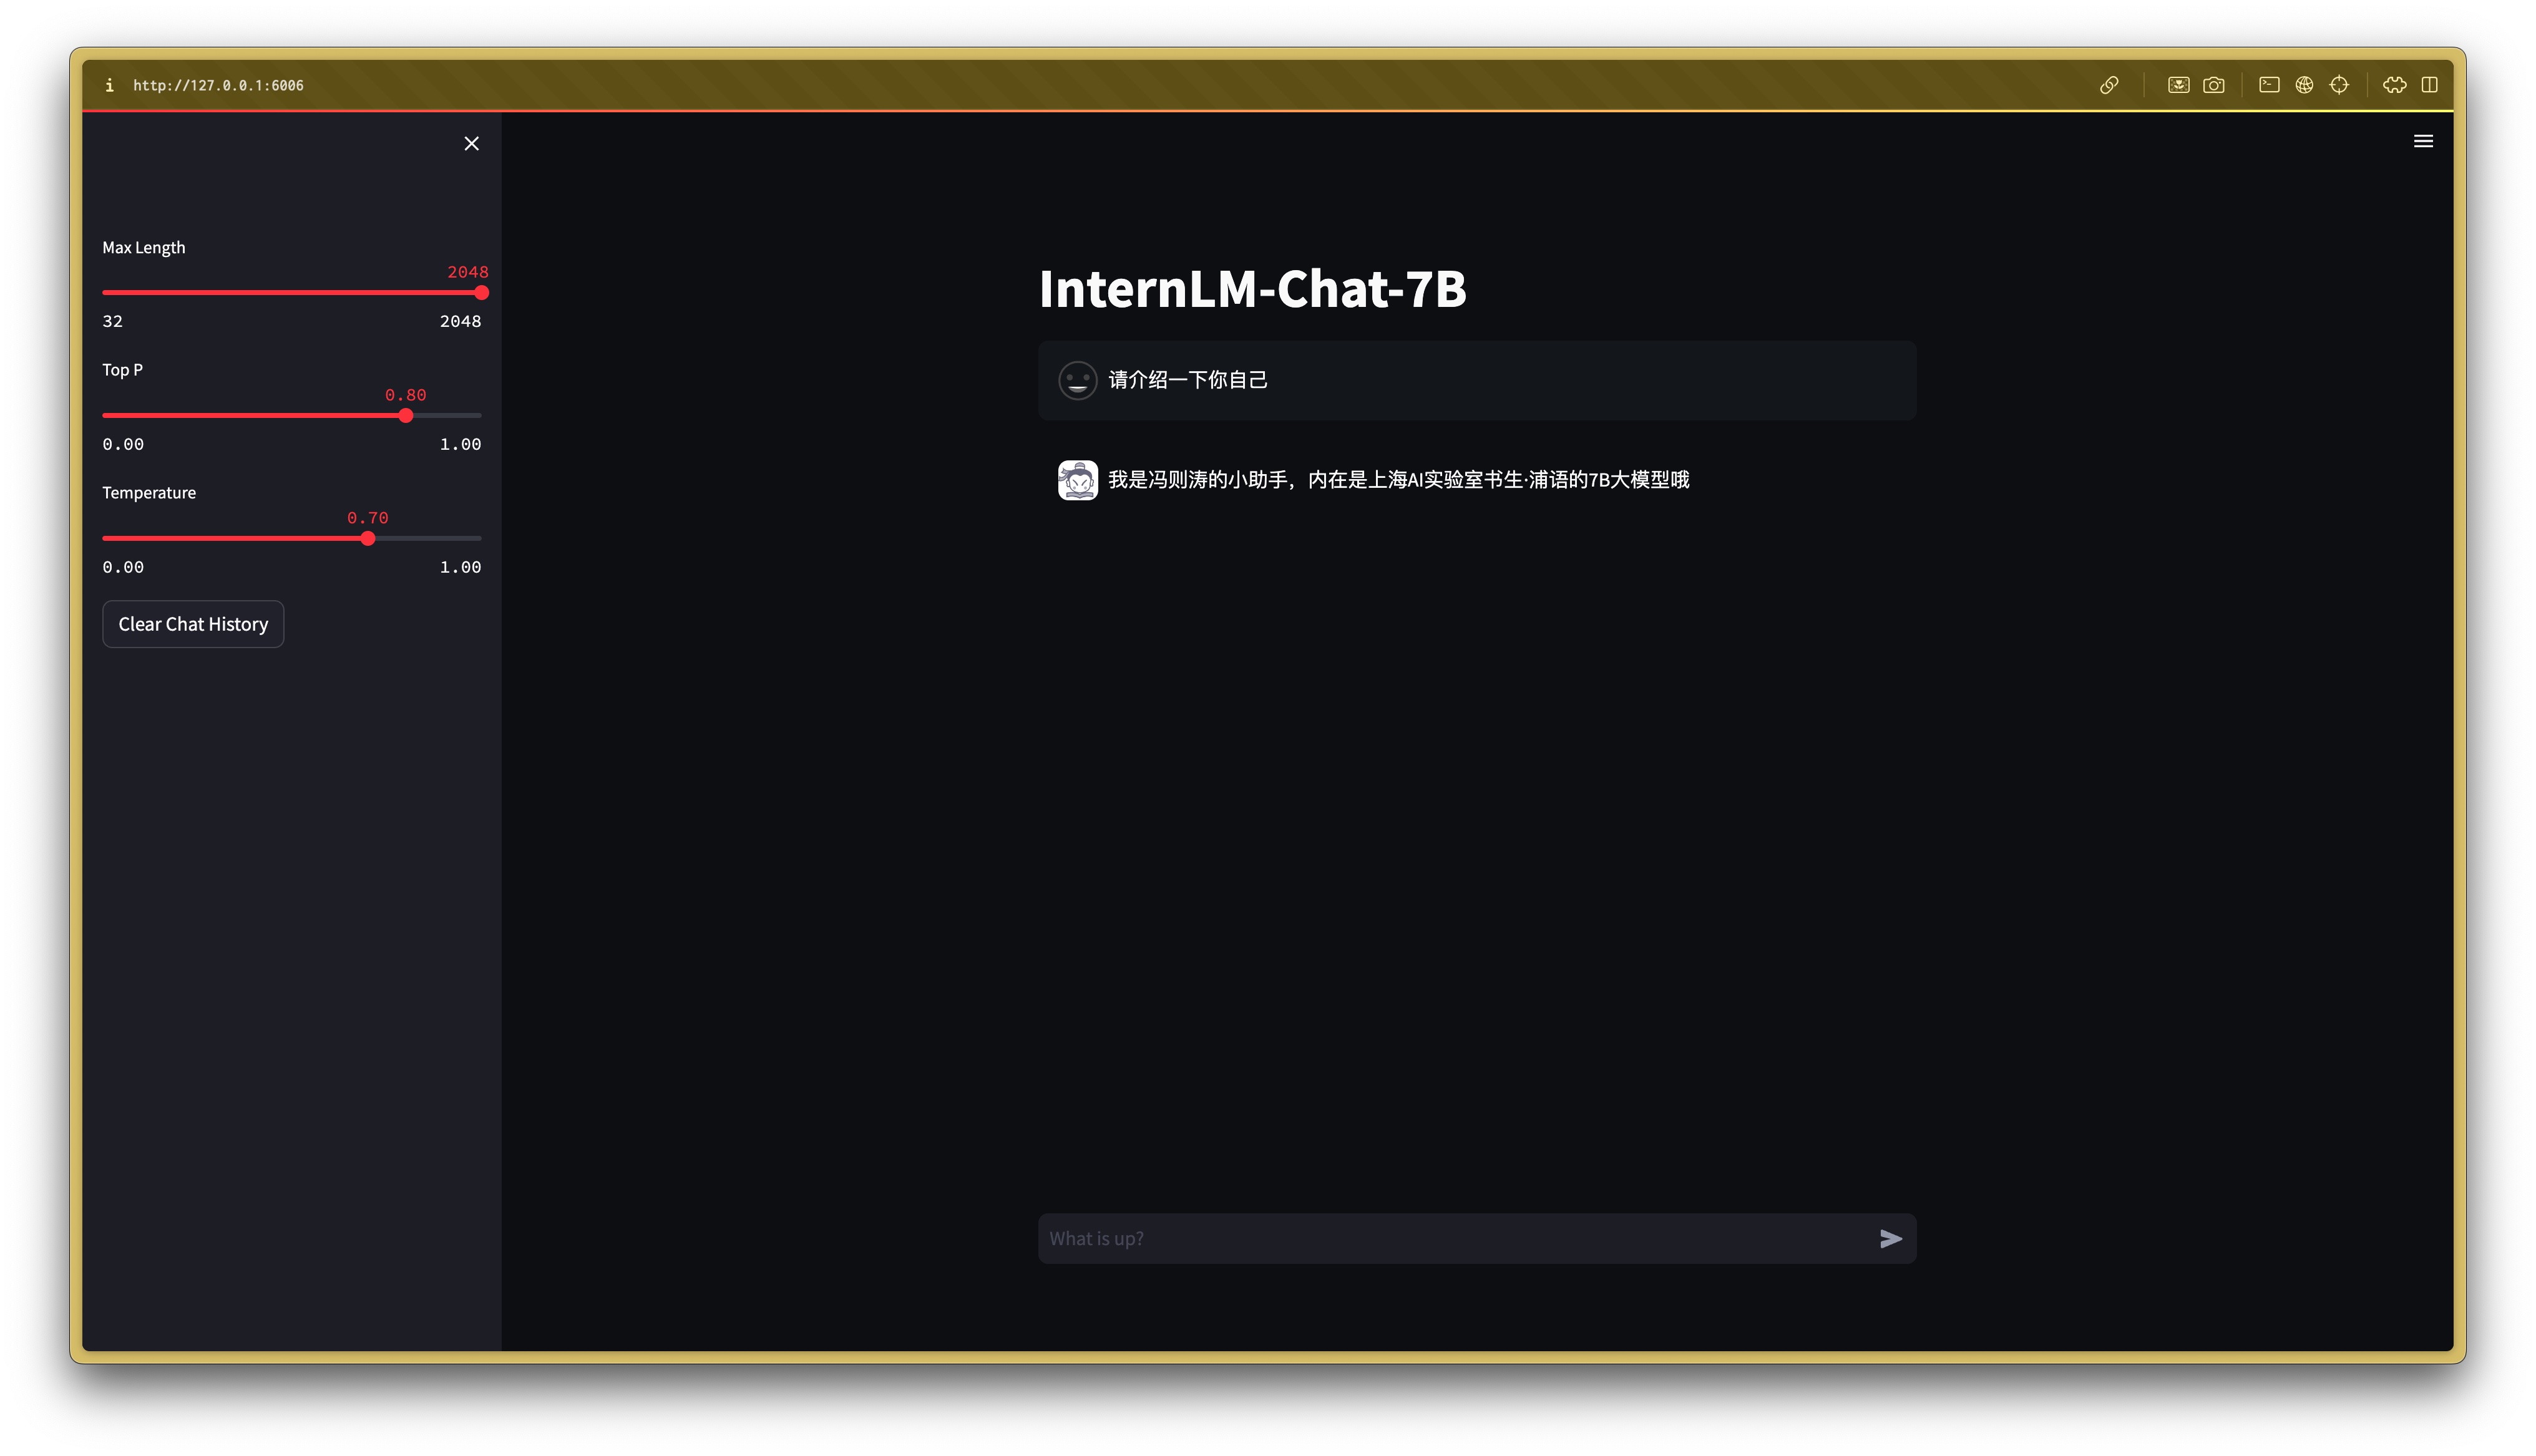 http://127.0.0.1:6006
Max Length
2048
32 2048
Top P
0.80
0.00 1.00
Temperature
0.70
0.00 1.00
Clear Chat History
InternLM-Chat-7B
请介绍一下你自己
我是冯则涛的小助手，内在是上海AI实验室书生·浦语的7B大模型哦
What is up?